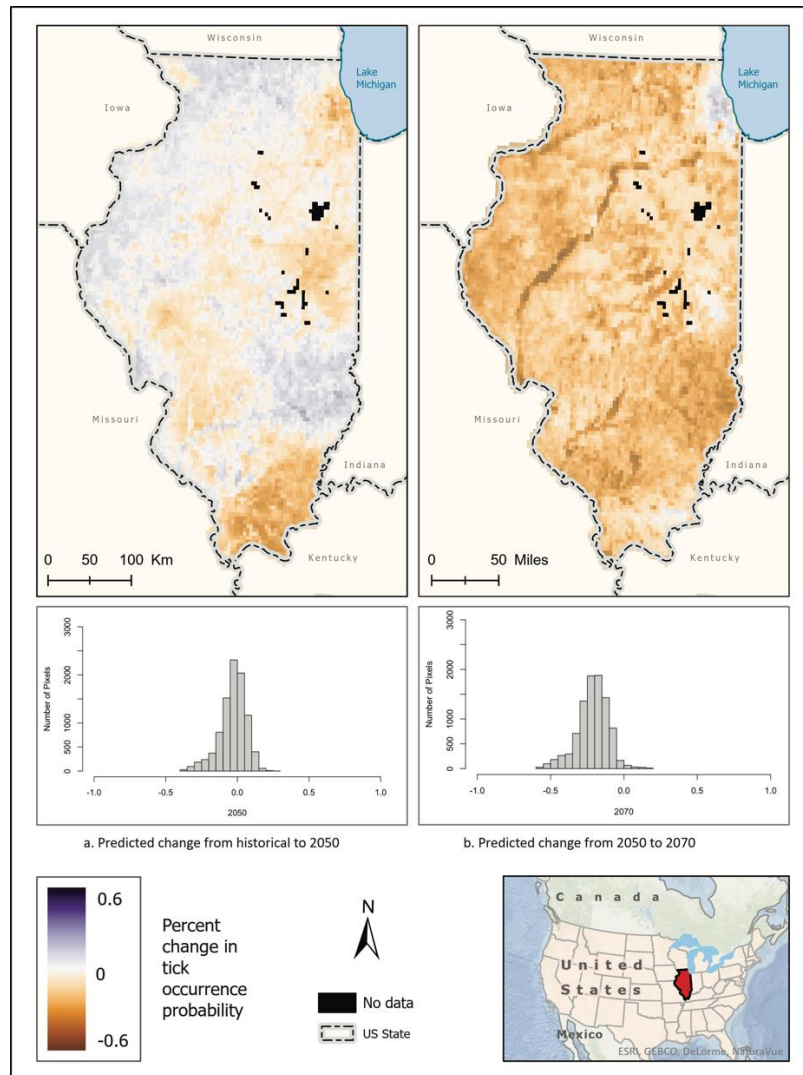 Wisconsin
Iowa
Lake
Michigan
Missouri
Indiana
Kentucky
0 50 100 Km
Wisconsin
Iowa
Lake
Michigan
Missouri
Indiana
Kentucky
0 50 Miles
Number of Pixels
3000
2000
1000
500
0
-1.0 -0.5 0.0 0.5 1.0
2050
Number of Pixels
3000
2000
1000
500
0
-1.0 -0.5 0.0 0.5 1.0
2070
a. Predicted change from historical to 2050
b. Predicted change from 2050 to 2070
0.6
0
-0.6
Percent
change in
tick
occurrence
probability
N
No data
US State
Canada
United
States
Mexico
ESRI, GEBCO, DeLorme, NaturaVue